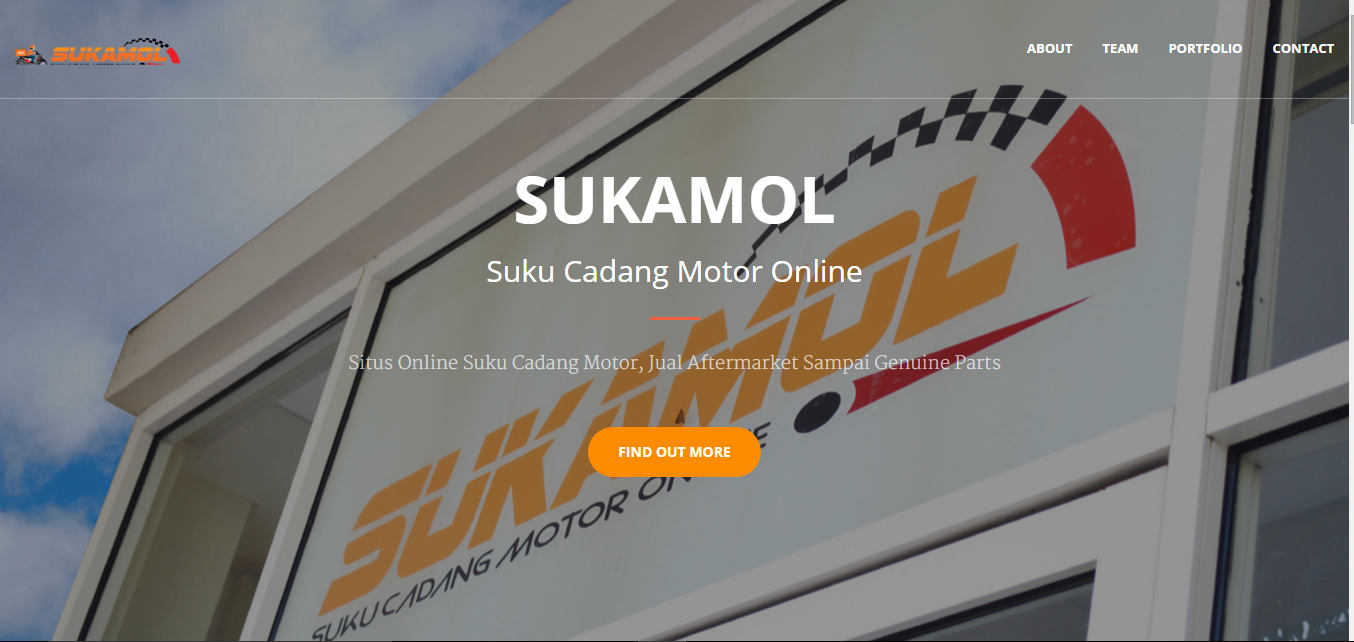 SUKAMOL
ABOUT
TEAM
PORTFOLIO
CONTACT
SUKAMOL
Suku Cadang Motor Online
Situs Online Suku Cadang Motor, Jual Aftermarket Sampai Genuine Parts
FIND OUT MORE
SUKAMOL
SUKU CADANG MOTOR